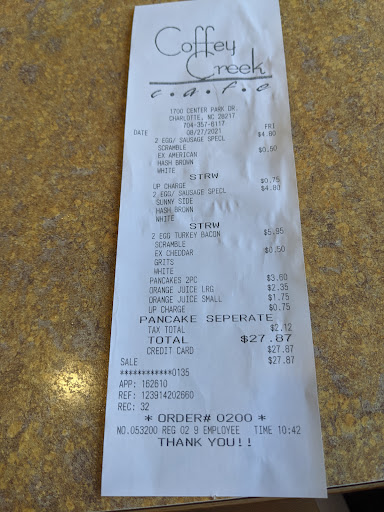 Coffey
Creek
c.a.f.e
1700 CENTER PARK DR.
CHARLOTTE, NC 28217
704-357-8117
DATE 08/27/2021 FRI
2 EGG/ SAUSAGE SPECL $4.80
SCRAMBLE
EX AMERICAN $0.50
HASH BROWN
WHITE
STRW
UP CHARGE $0.75
2 EGG/ SAUSAGE SPECL $4.80
SUNNY SIDE
HASH BROWN
WHITE
STRW
2 EGG TURKEY BACON $5.95
SCRAMBLE
EX CHEDDAR $0.50
GRITS
WHITE
PANCAKES 2PC $3.60
ORANGE JUICE LRG $2.35
ORANGE JUICE SMALL $1.75
UP CHARGE $0.75
PANCAKE SEPERATE
TAX TOTAL $2.12
TOTAL $27.87
CREDIT CARD $27.87
SALE $27.87
************0135
APP: 162610
REF: 123914202660
REC: 32
* ORDER# 0200 *
NO.053200 REG 02 9 EMPLOYEE TIME 10:42
THANK YOU!!